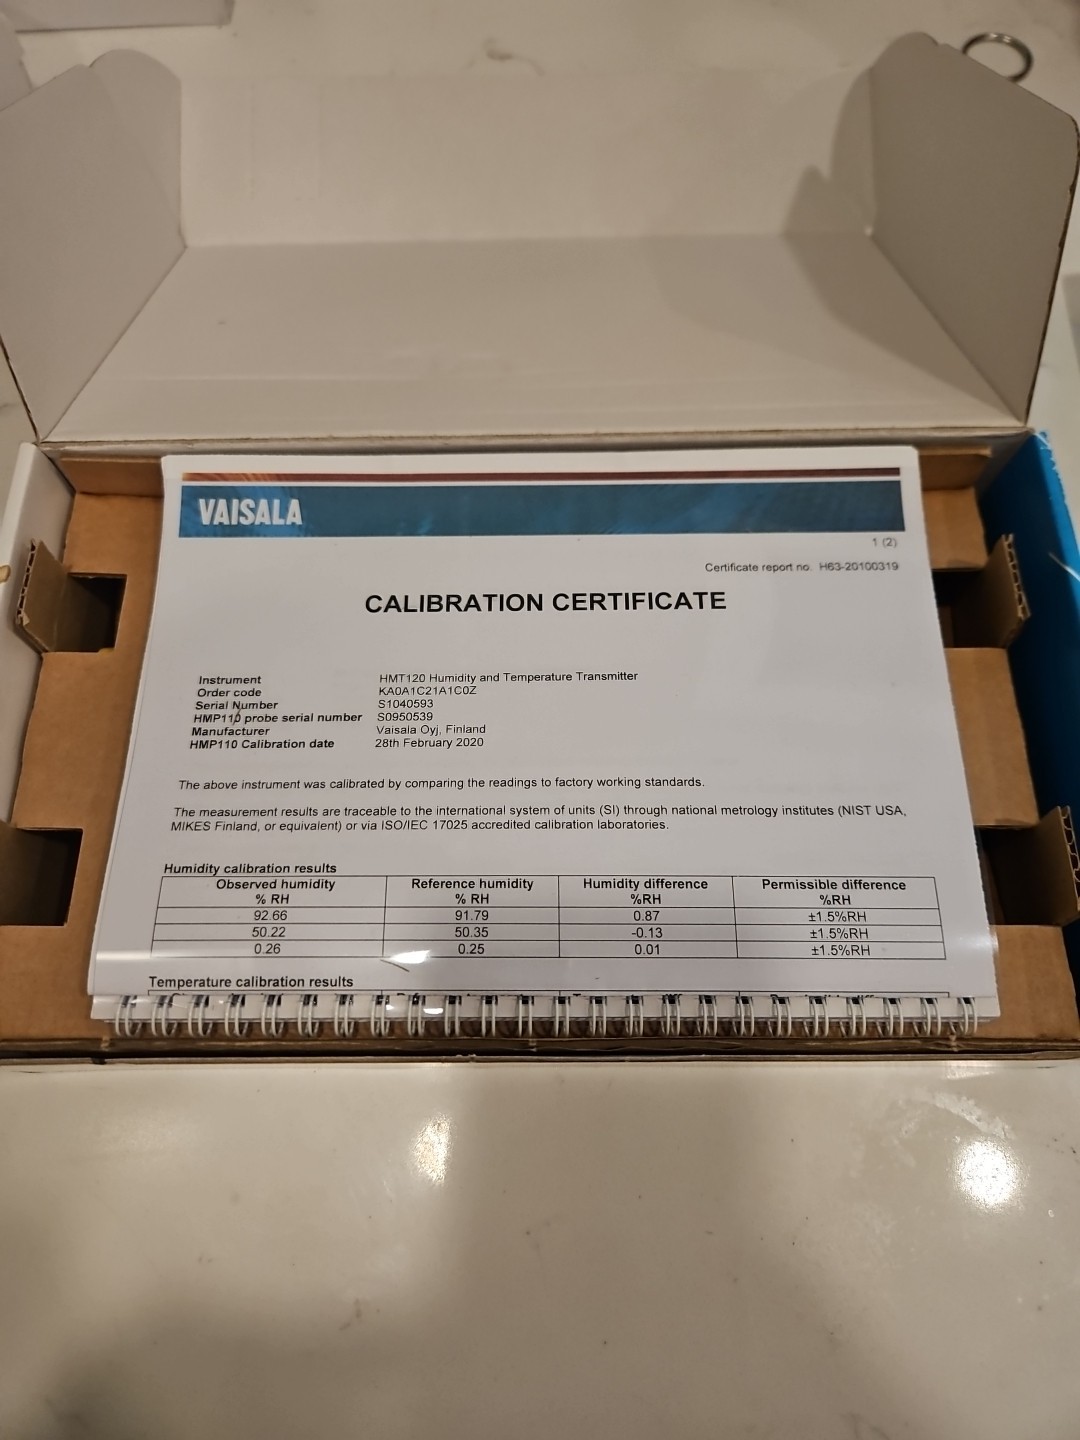 VAISALA
1 (2)
Certificate report no. H63-20100319
CALIBRATION CERTIFICATE
Instrument HMT120 Humidity and Temperature Transmitter
Order code KA0A1C21A1C0Z
Serial Number S1040593
HMP110 probe serial number S0950539
Manufacturer Vaisala Oyj, Finland
HMP110 Calibration date 28th February 2020
The above instrument was calibrated by comparing the readings to factory working standards.
The measurement results are traceable to the international system of units (SI) through national metrology institutes (NIST USA,
MIKES Finland, or equivalent) or via ISO/IEC 17025 accredited calibration laboratories.
Humidity calibration results
Observed humidity Reference humidity Humidity difference Permissible difference
% RH % RH %RH %RH
92.66 91.79 0.87 ±1.5%RH
50.22 50.35 -0.13 ±1.5%RH
0.26 0.25 0.01 ±1.5%RH
Temperature calibration results